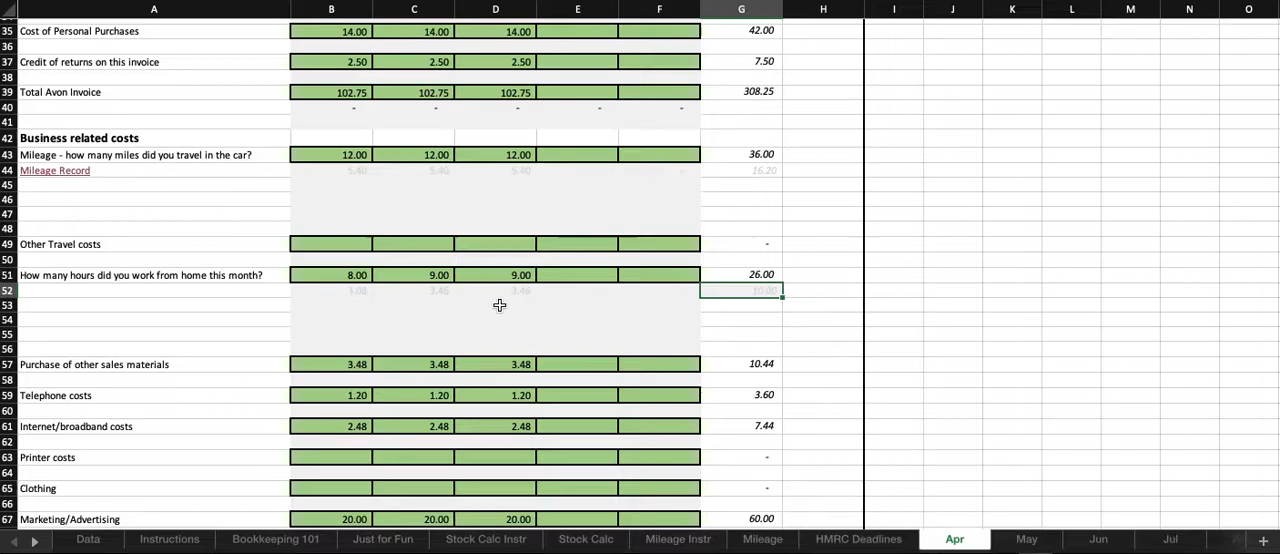 A B C D E F G H I J K L M N O
35 Cost of Personal Purchases 14.00 14.00 14.00 42.00
36
37 Credit of returns on this invoice 2.50 2.50 2.50 7.50
38
39 Total Avon Invoice 102.75 102.75 102.75 308.25
40 - - - - -
41
42 Business related costs
43 Mileage - how many miles did you travel in the car? 12.00 12.00 12.00 36.00
44 Mileage Record 5.40 5.40 5.40 - 16.20
45
46
47
48
49 Other Travel costs -
50
51 How many hours did you work from home this month? 8.00 9.00 9.00 26.00
52 3.08 3.46 3.46 10.00
53
54
55
56
57 Purchase of other sales materials 3.48 3.48 3.48 10.44
58
59 Telephone costs 1.20 1.20 1.20 3.60
60
61 Internet/broadband costs 2.48 2.48 2.48 7.44
62
63 Printer costs -
64
65 Clothing -
66
67 Marketing/Advertising 20.00 20.00 20.00 60.00
Data Instructions Bookkeeping 101 Just for Fun Stock Calc Instr Stock Calc Mileage Instr Mileage HMRC Deadlines Apr May Jun Jul +